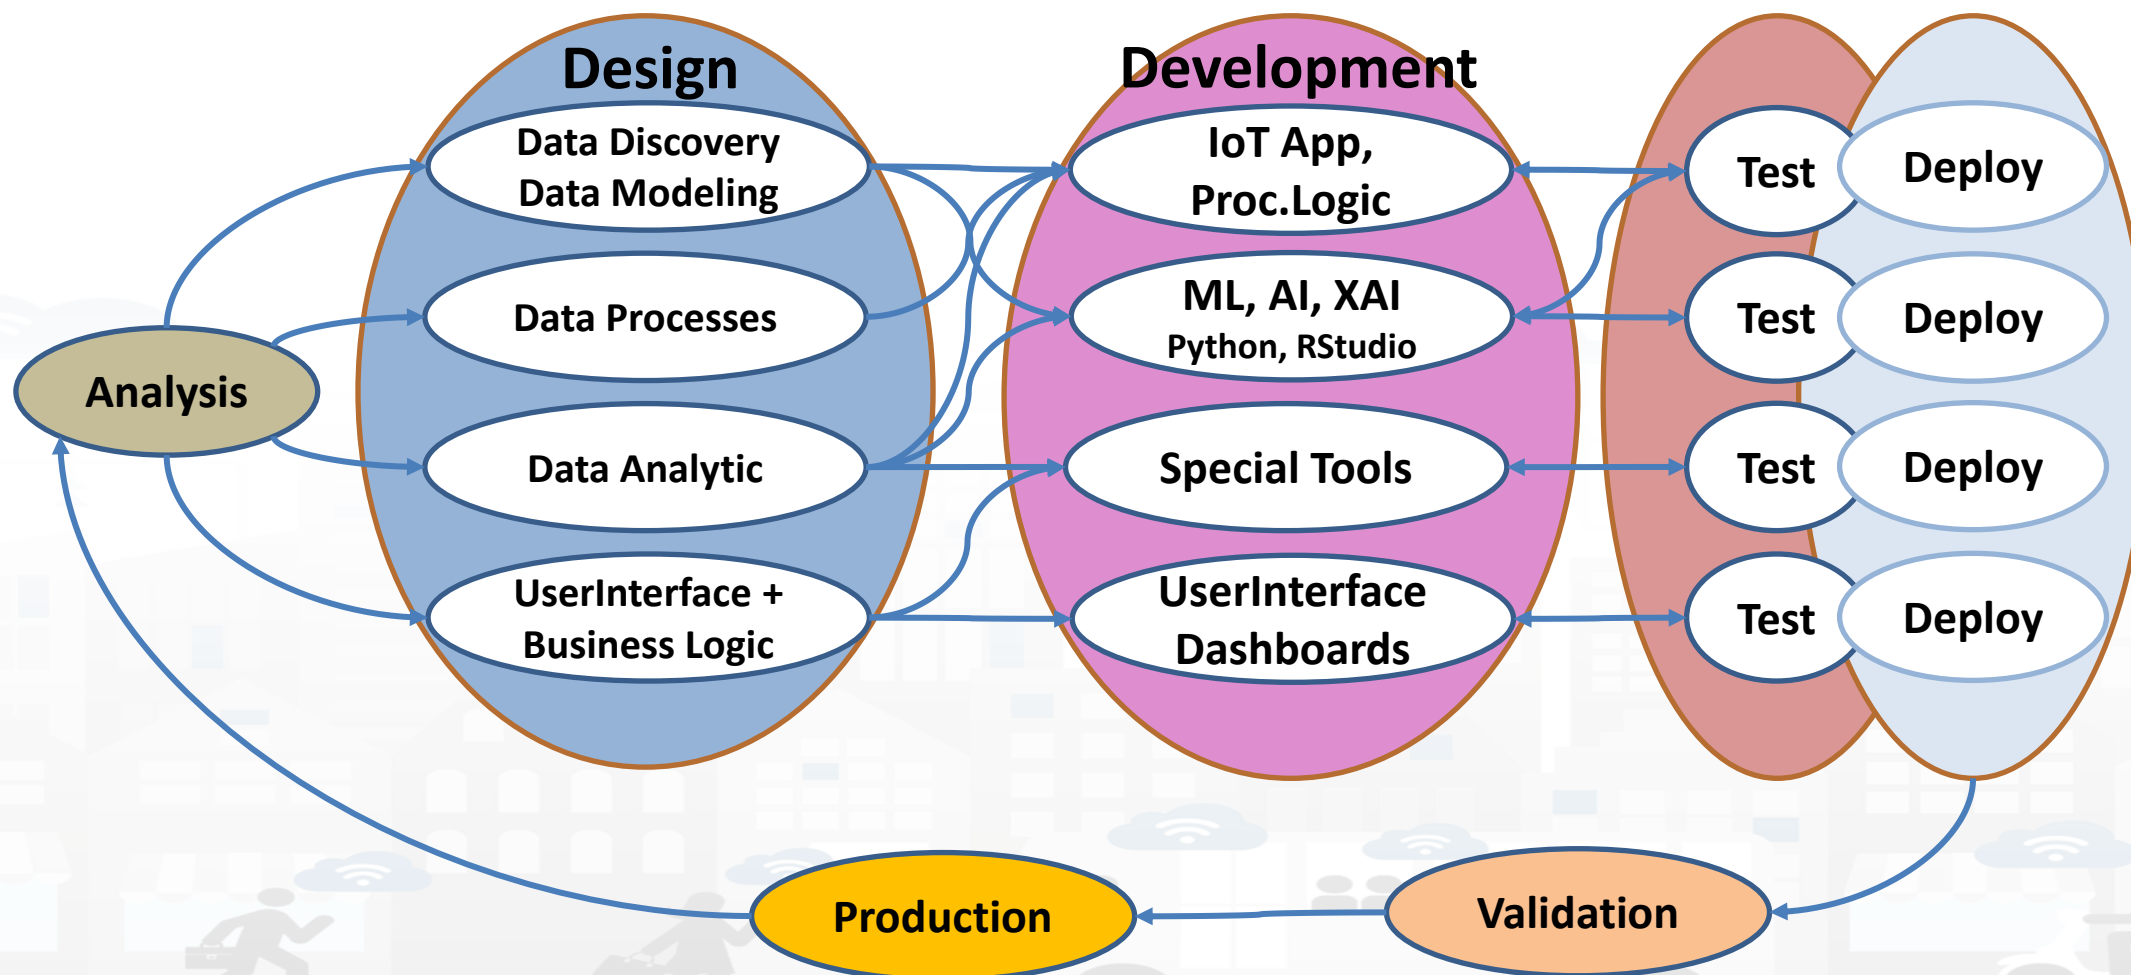 Design
Development
Data Discovery
Data Modeling
IoT App,
Proc.Logic
Test
Deploy
Data Processes
ML, AI, XAI
Python, RStudio
Test
Deploy
Analysis
Data Analytic
Special Tools
Test
Deploy
UserInterface +
Business Logic
UserInterface
Dashboards
Test
Deploy
Production
Validation